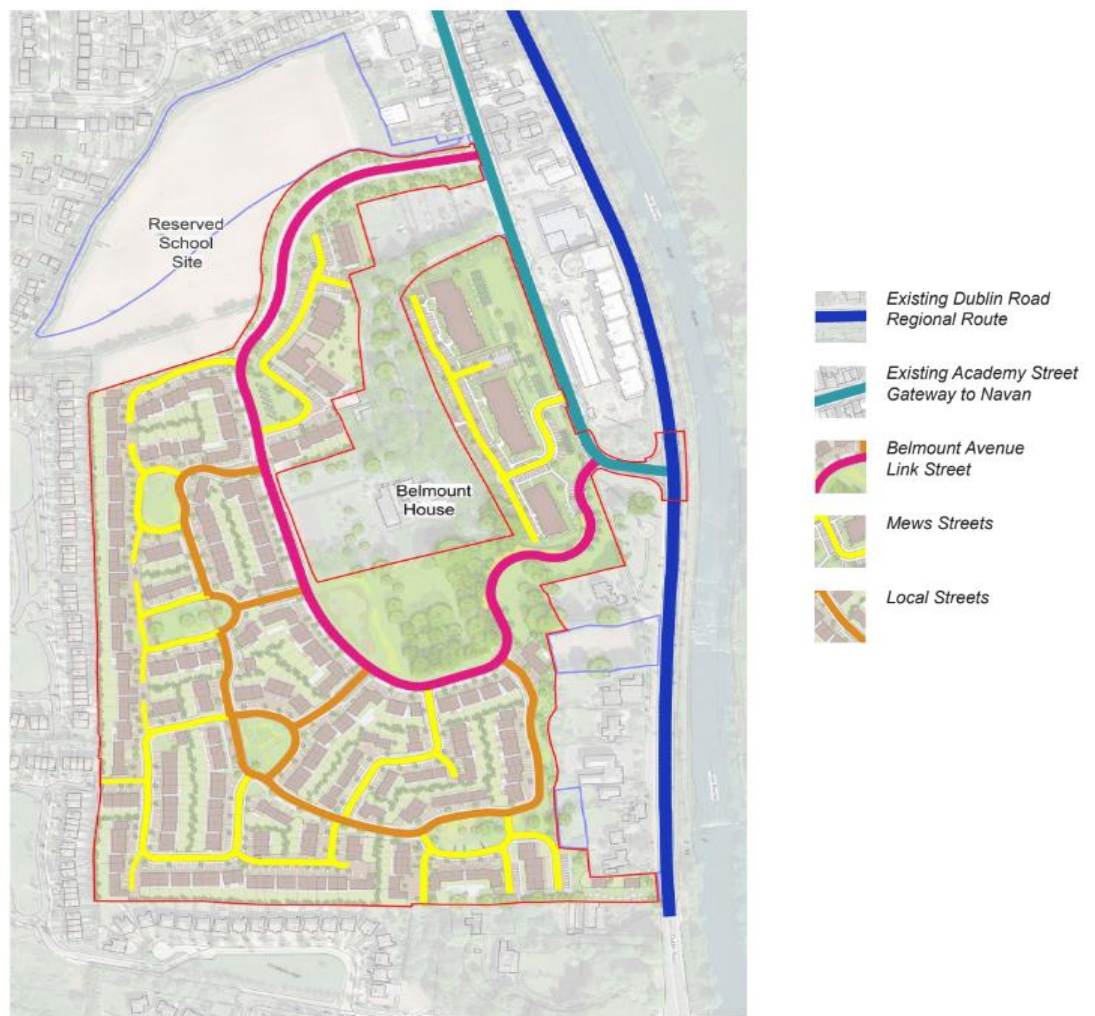 Reserved
School
Site
Belmount
House
Existing Dublin Road
Regional Route
Existing Academy Street
Gateway to Navan
Belmount Avenue
Link Street
Mews Streets
Local Streets